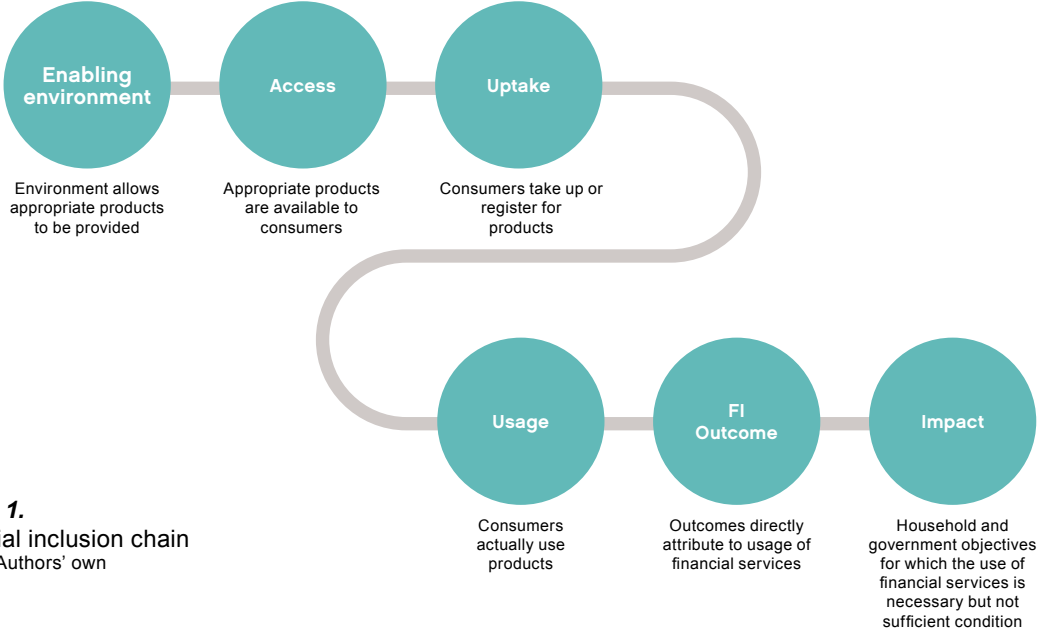 Enabling
environment
Access
Uptake
Environment allows
appropriate products
to be provided
Appropriate products
are available to
consumers
Consumers take up or
register for
products
Usage
FI
Outcome
Impact
Consumers
actually use
products
Outcomes directly
attribute to usage of
financial services
Household and
government objectives
for which the use of
financial services is
necessary but not
sufficient condition
1.
ial inclusion chain
Authors' own